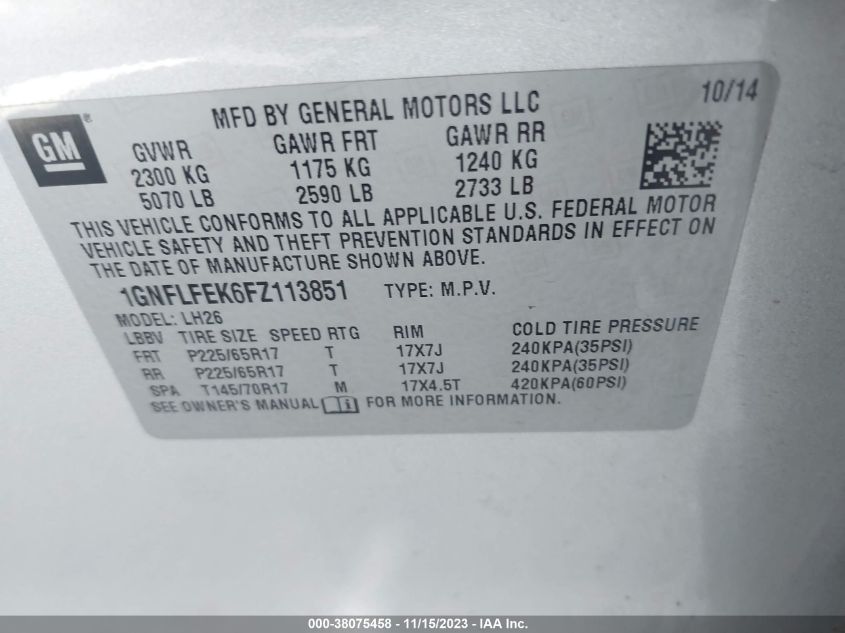 MFD BY GENERAL MOTORS LLC 10/14
GM®
GVWR GAWR FRT GAWR RR
2300 KG 1175 KG 1240 KG
5070 LB 2590 LB 2733 LB
THIS VEHICLE CONFORMS TO ALL APPLICABLE U.S. FEDERAL MOTOR
VEHICLE SAFETY AND THEFT PREVENTION STANDARDS IN EFFECT ON
THE DATE OF MANUFACTURE SHOWN ABOVE.
1GNFLFEK6FZ113851 TYPE: M.P.V.
MODEL: LH26
LBBV TIRE SIZE SPEED RTG RIM COLD TIRE PRESSURE
FRT P225/65R17 T 17X7J 240KPA(35PSI)
RR P225/65R17 T 17X7J 240KPA(35PSI)
SPA T145/70R17 M 17X4.5T 420KPA(60PSI)
SEE OWNER'S MANUAL i FOR MORE INFORMATION.
000-38075458 - 11/15/2023 - IAA Inc.